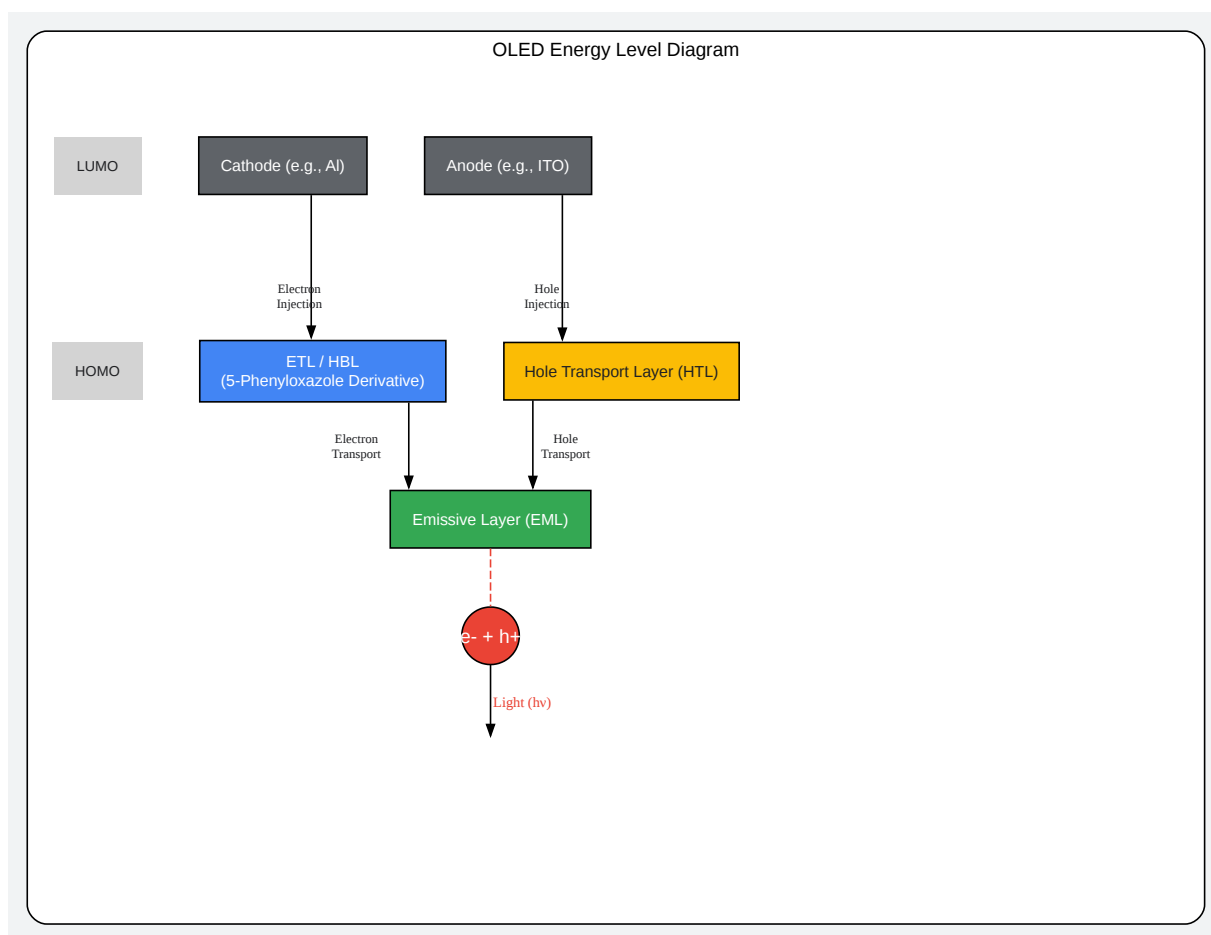 OLED Energy Level Diagram
LUMO
Cathode (e.g., Al)
Anode (e.g., ITO)
Electron
Injection
Hole
Injection
HOMO
ETL / HBL
(5-Phenyloxazole Derivative)
Hole Transport Layer (HTL)
Electron
Transport
Hole
Transport
Emissive Layer (EML)
e- + h+
Light (hν)